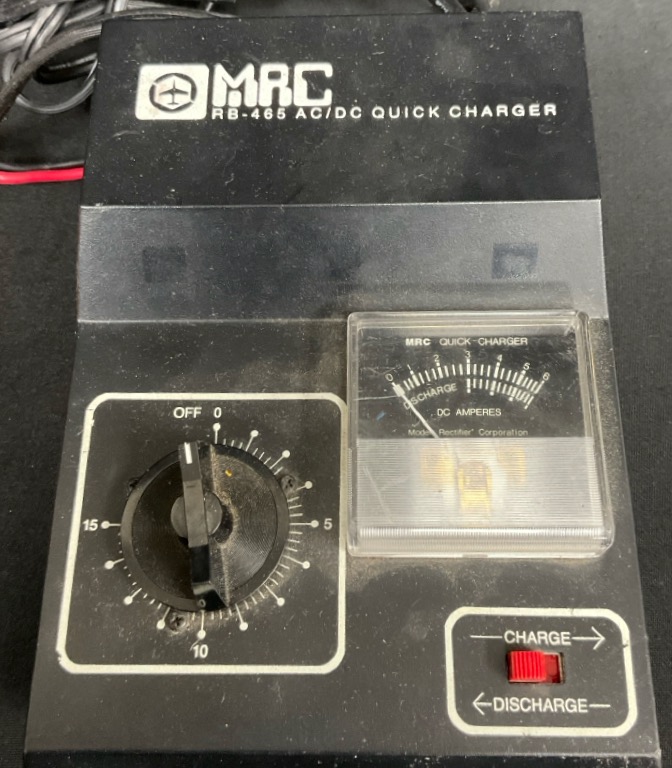 MRC
RB-465 AC/DC QUICK CHARGER
MRC QUICK CHARGER
0 1 2 3 4 5 6
DISCHARGE
DC AMPERES
Model Rectifier Corporation
OFF 0
15
5
10
CHARGE
DISCHARGE